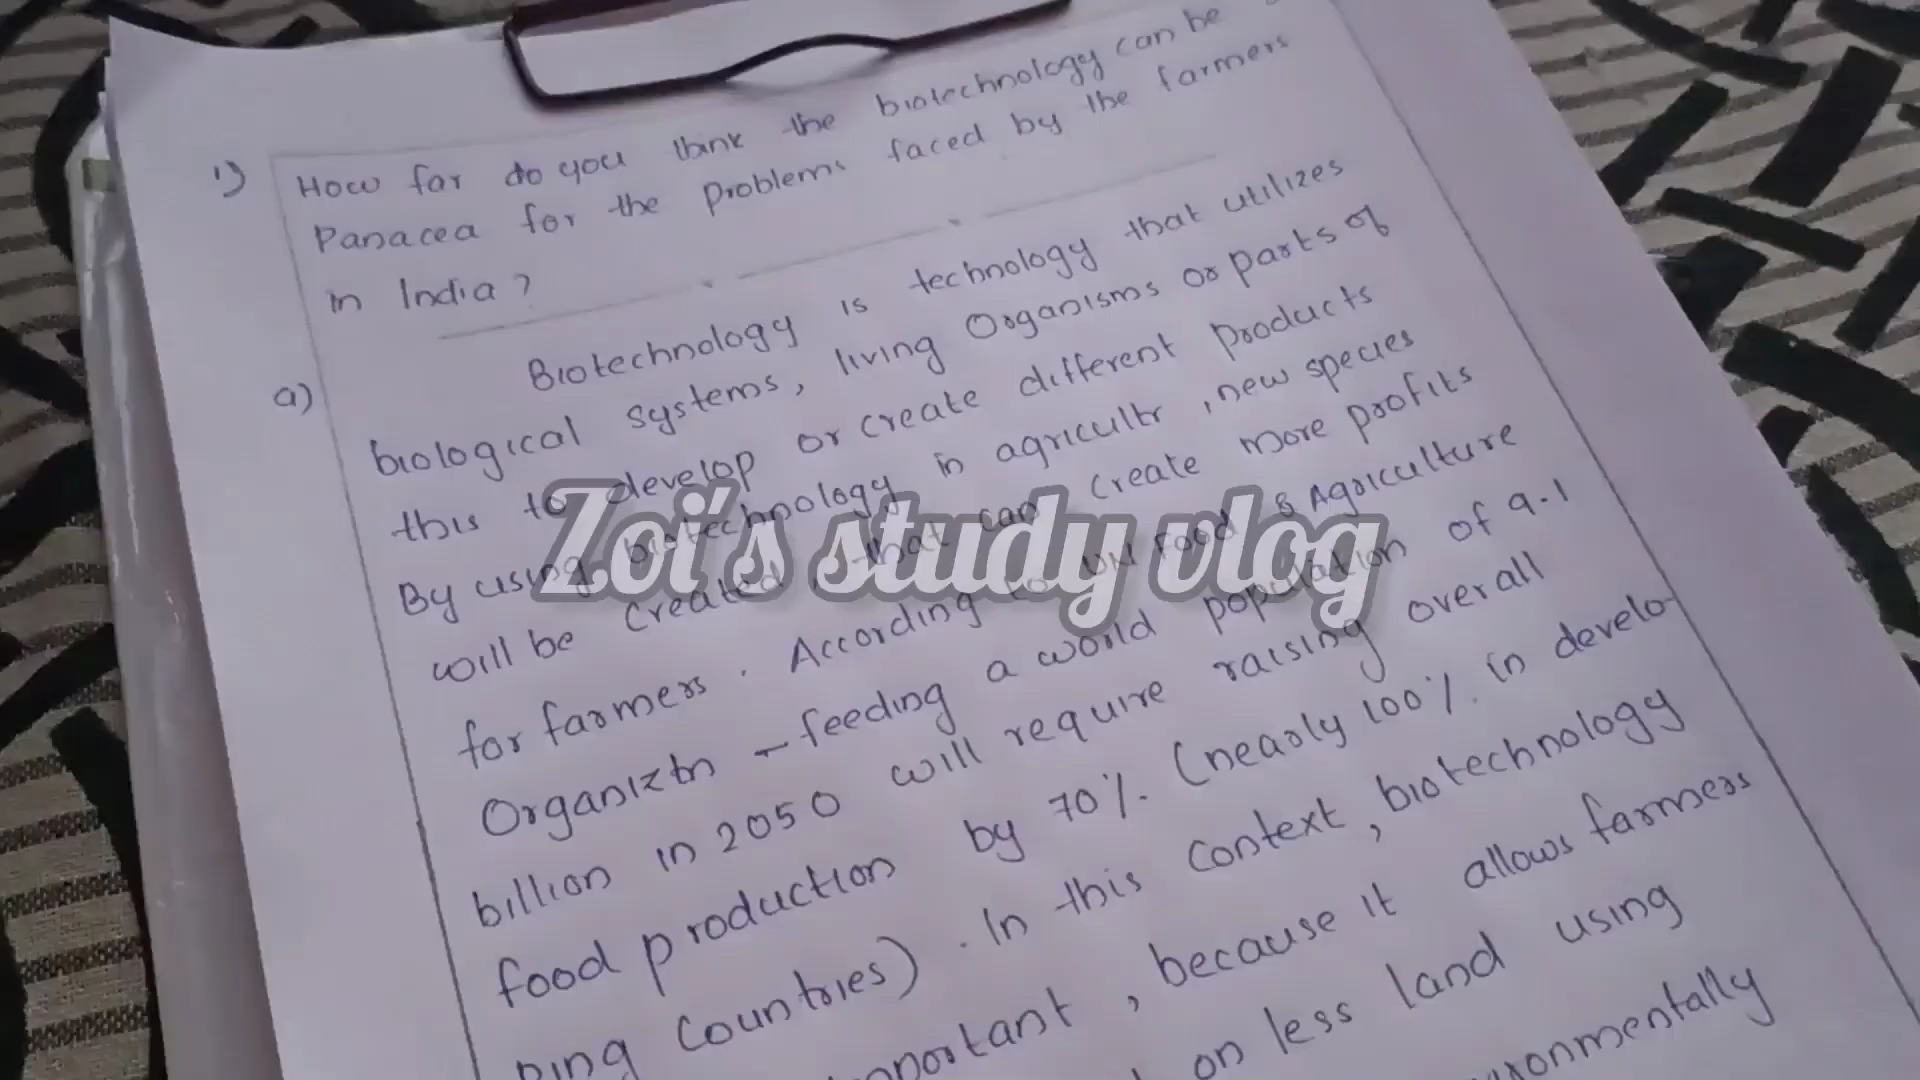 1) How far do you think the biotechnology can be a
Panacea for the problems faced by the farmers
in India?
a) Biotechnology is technology that utilizes
biological systems, living Organisms or parts of
this to develop or create different products
By using biotechnology in agricultr, new species
will be created, that can create more profits
for farmers. According to UN Food & Agriculture
Organiztn - feeding a world population of 9.1
billion in 2050 will require raising overall
food production by 70%. (nearly 100%. in develo-
ping Countries). In this context, biotechnology
important, because it allows farmers
on less land using
Zoi's study vlog